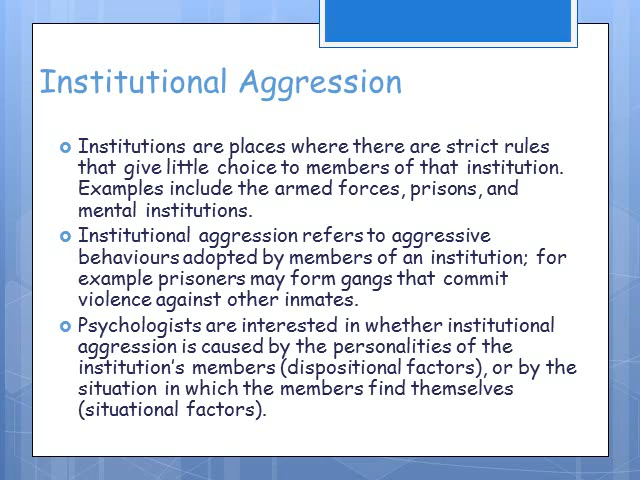 Institutional Aggression
Institutions are places where there are strict rules
that give little choice to members of that institution.
Examples include the armed forces, prisons, and
mental institutions.
Institutional aggression refers to aggressive
behaviours adopted by members of an institution; for
example prisoners may form gangs that commit
violence against other inmates.
Psychologists are interested in whether institutional
aggression is caused by the personalities of the
institution’s members (dispositional factors), or by the
situation in which the members find themselves
(situational factors).